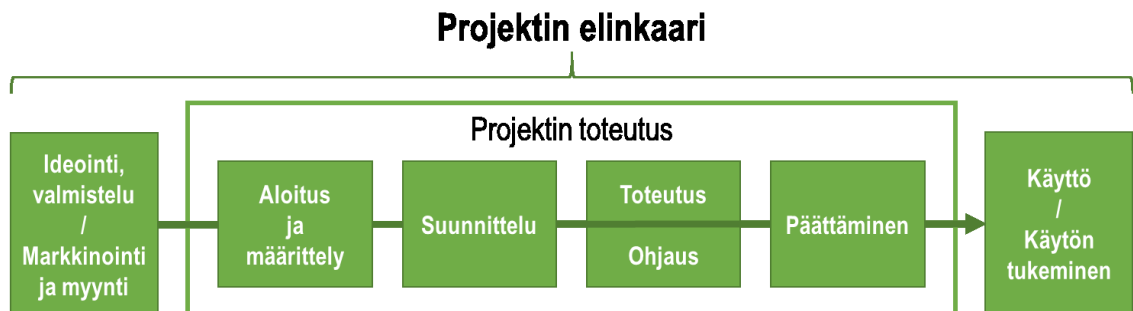 Projektin elinkaari
Projektin toteutus
Ideointi,
valmistelu
/
Markkinointi
ja myynti
Aloitus
ja
määrittely
Suunnittelu
Toteutus
Ohjaus
Päättäminen
Käyttö
/
Käytön
tukeminen